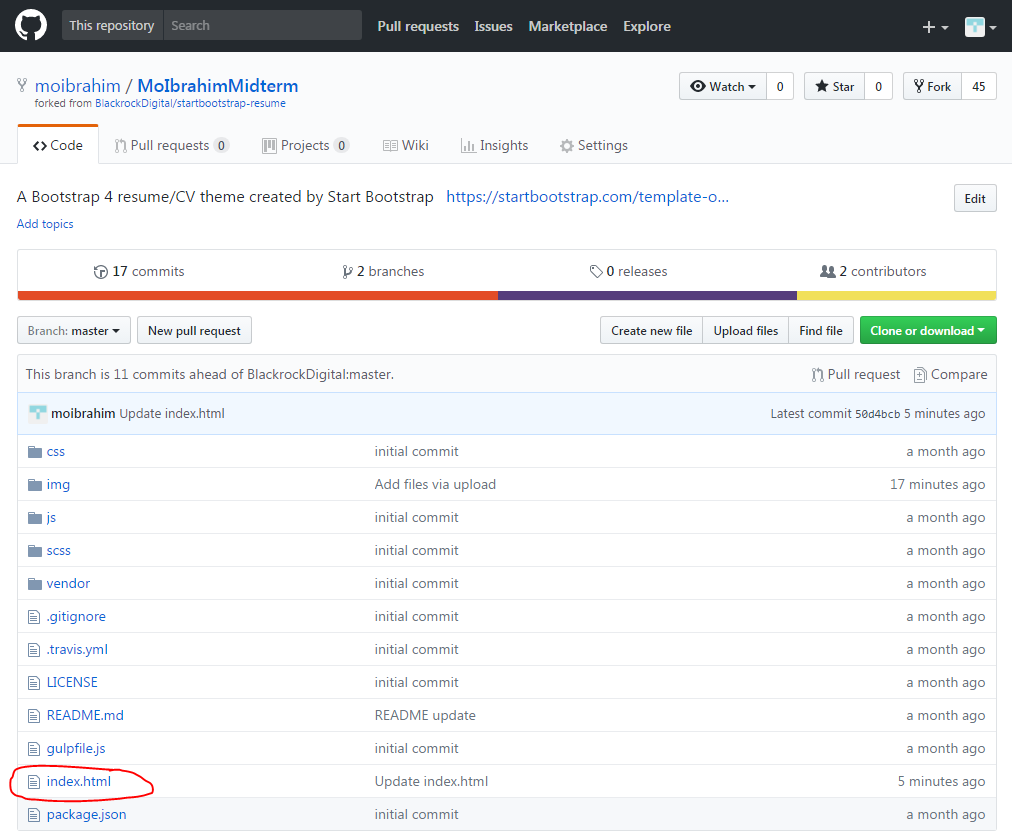 This repository Search Pull requests Issues Marketplace Explore
moibrahim / MoIbrahimMidterm Watch 0 Star 0 Fork 45
forked from BlackrockDigital/startbootstrap-resume
Code Pull requests 0 Projects 0 Wiki Insights Settings
A Bootstrap 4 resume/CV theme created by Start Bootstrap https://startbootstrap.com/template-o... Edit
Add topics
17 commits 2 branches 0 releases 2 contributors
Branch: master New pull request Create new file Upload files Find file Clone or download
This branch is 11 commits ahead of BlackrockDigital:master. Pull request Compare
moibrahim Update index.html Latest commit 50d4bcb 5 minutes ago
css initial commit a month ago
img Add files via upload 17 minutes ago
js initial commit a month ago
scss initial commit a month ago
vendor initial commit a month ago
.gitignore initial commit a month ago
.travis.yml initial commit a month ago
LICENSE initial commit a month ago
README.md README update a month ago
gulpfile.js initial commit a month ago
index.html Update index.html 5 minutes ago
package.json initial commit a month ago